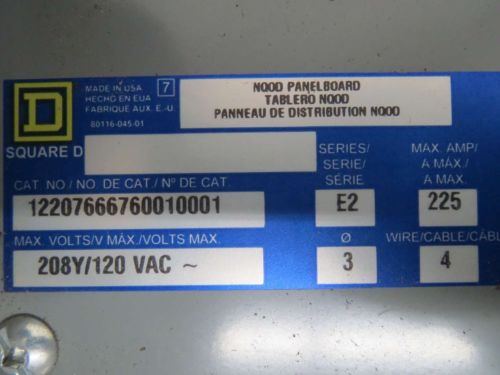 MADE IN USA
HECHO EN EUA
FABRIQUE AUX E.-U.
7
80116-045-01
NQOD PANELBOARD
TABLERO NQOD
PANNEAU DE DISTRIBUTION NQOD
D
SQUARE D
SERIES/
SERIE/
SÉRIE
MAX. AMP/
A MÁX./
A MAX.
CAT. NO./NO. DE CAT./Nº DE CAT.
12207666760010001
E2
225
MAX. VOLTS/V MÁX./VOLTS MAX.
Ø
WIRE/CABLE/CÂBL
208Y/120 VAC ~
3
4